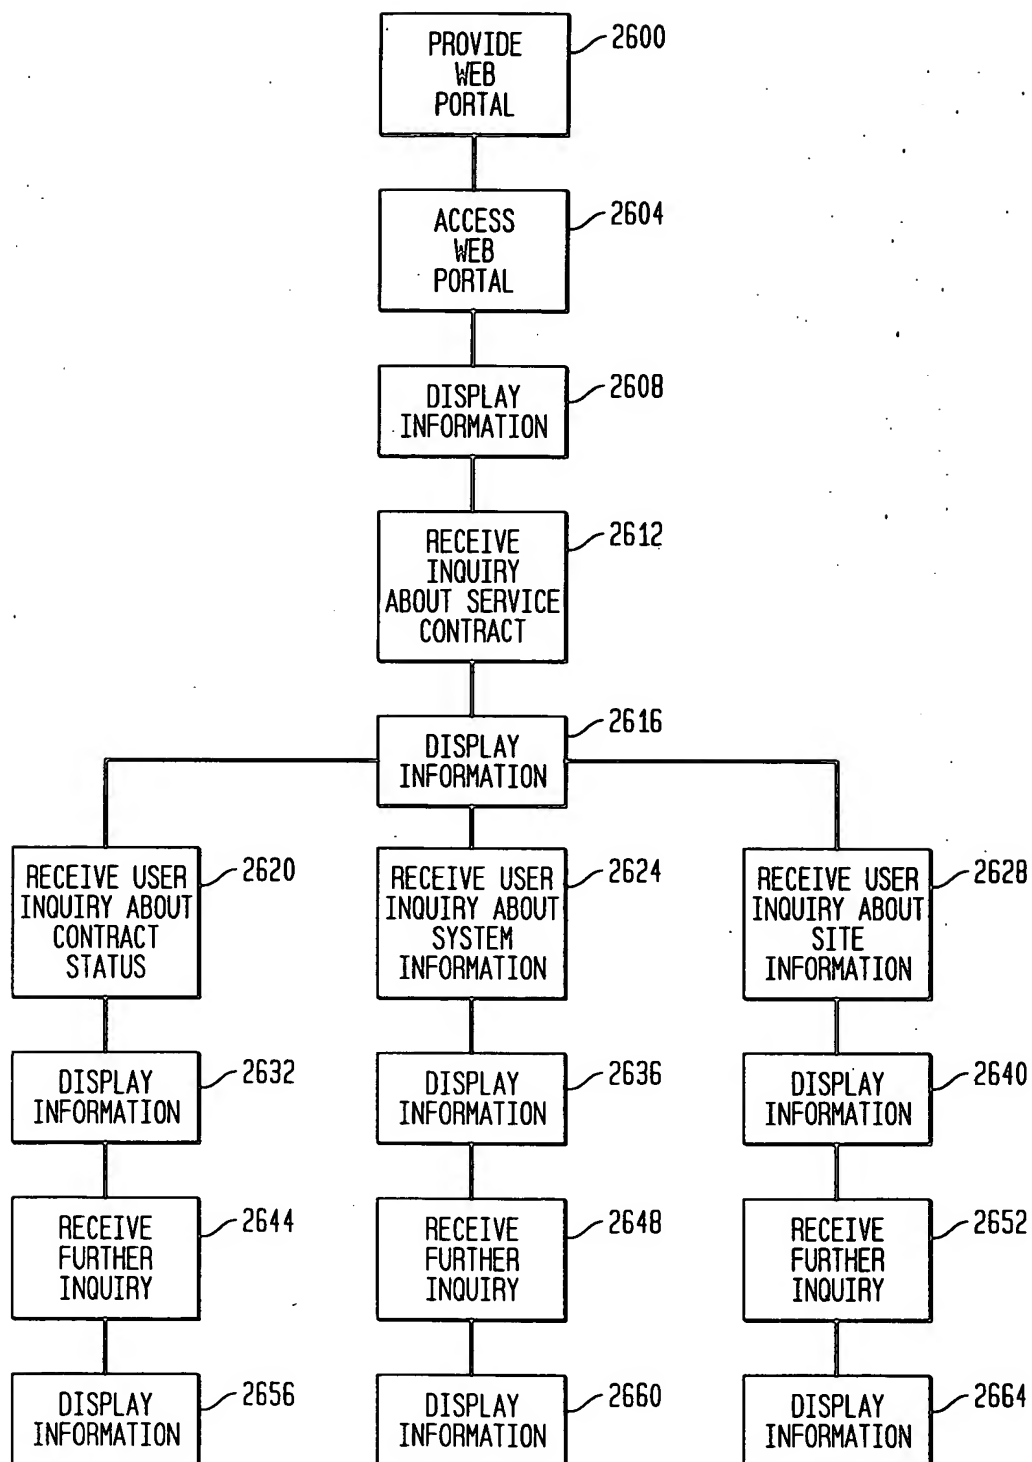 PROVIDE
WEB
PORTAL
2600
ACCESS
WEB
PORTAL
2604
DISPLAY
INFORMATION
2608
RECEIVE
INQUIRY
ABOUT SERVICE
CONTRACT
2612
DISPLAY
INFORMATION
2616
RECEIVE USER
INQUIRY ABOUT
CONTRACT
STATUS
2620
RECEIVE USER
INQUIRY ABOUT
SYSTEM
INFORMATION
2624
RECEIVE USER
INQUIRY ABOUT
SITE
INFORMATION
2628
DISPLAY
INFORMATION
2632
DISPLAY
INFORMATION
2636
DISPLAY
INFORMATION
2640
RECEIVE
FURTHER
INQUIRY
2644
RECEIVE
FURTHER
INQUIRY
2648
RECEIVE
FURTHER
INQUIRY
2652
DISPLAY
INFORMATION
2656
DISPLAY
INFORMATION
2660
DISPLAY
INFORMATION
2664